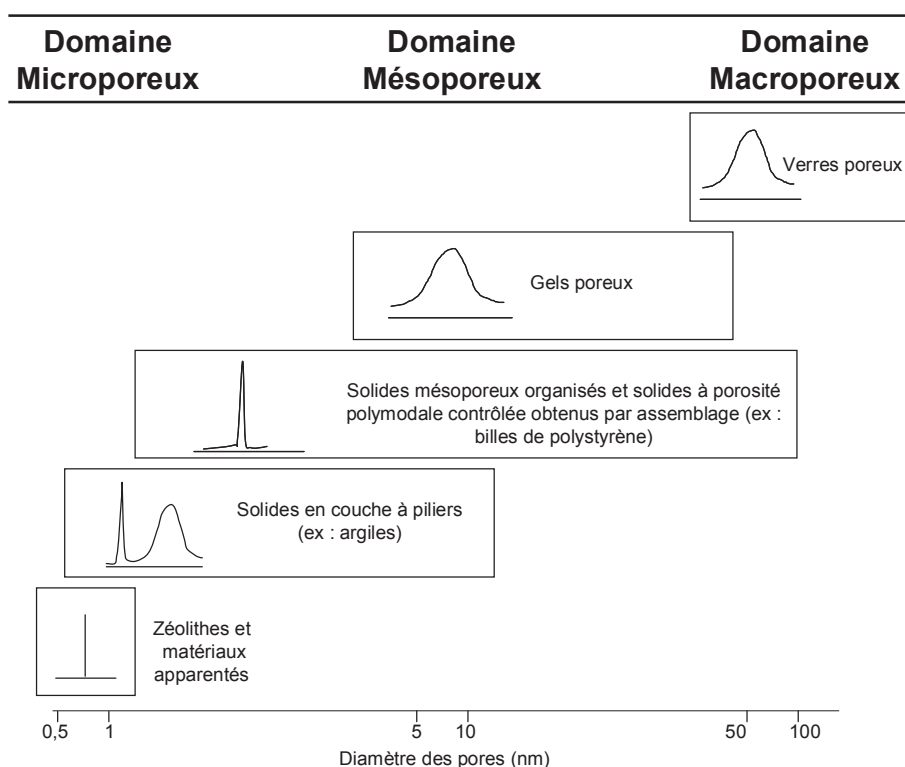 Domaine
Microporeux
Domaine
Mésoporeux
Domaine
Macroporeux
Verres poreux
Gels poreux
Solides mésoporeux organisés et solides à porosité
polymodale contrôlée obtenus par assemblage (ex :
billes de polystyrène)
Solides en couche à piliers
(ex : argiles)
Zéolithes et
matériaux
apparentés
0,5 1 5 10 50 100
Diamètre des pores (nm)